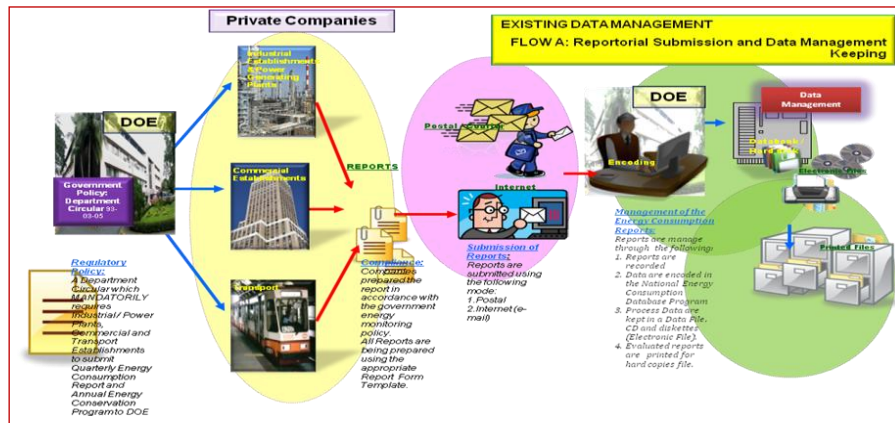 Private Companies
EXISTING DATA MANAGEMENT
FLOW A: Reportorial Submission and Data Management
Keeping
DOE
Government
Policy:
Department
Circular 93-
03-05
Industrial
Establishments
& Power
Generating
Plants
Commercial
Establishments
Transport
REPORTS
Postal Courier
Internet
DOE
Encoding
Data
Management
Databank /
Electronic Files
Printed Files
Regulatory
Policy:
A Department
Circular which
MANDATORILY
requires
Industrial / Power
Plants,
Commercial and
Transport
Establishments
to submit
Quarterly Energy
Consumption
Report and
Annual Energy
Conservation
Program to DOE
Compliance:
Companies
prepared the
report in
accordance with
the government
energy
monitoring
policy.
All Reports are
being prepared
using the
appropriate
Report Form
Template.
Submission of
Reports:
Reports are
submitted using
the following
mode:
1. Postal
2. Internet (e-
mail)
Management of the
Energy Consumption
Reports:
Reports are manage
through the following:
1. Reports are
recorded
2. Data are encoded in
the National Energy
Consumption
Database Program
3. Process Data are
kept in a Data File,
CD and diskettes
(Electronic File).
4. Evaluated reports
are printed for
hard copies file.